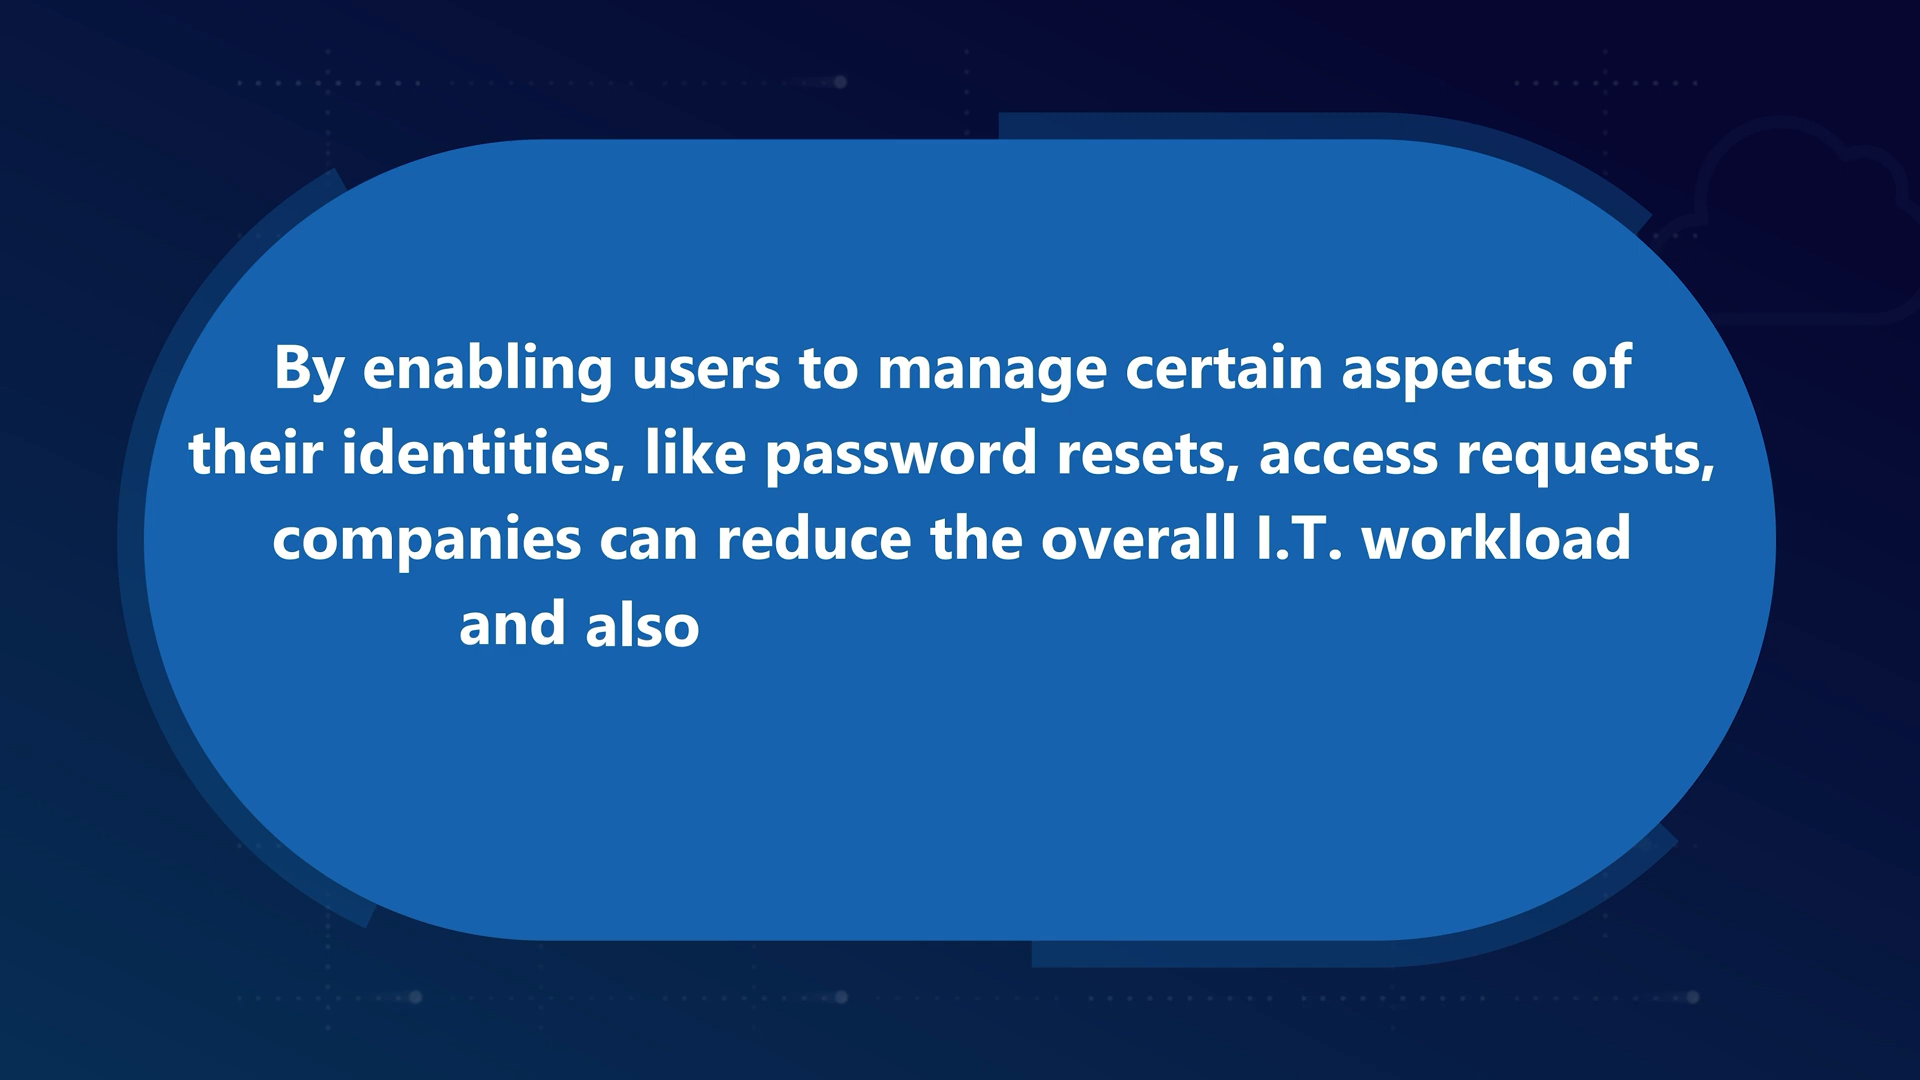 By enabling users to manage certain aspects of
their identities, like password resets, access requests,
companies can reduce the overall I.T. workload
and also